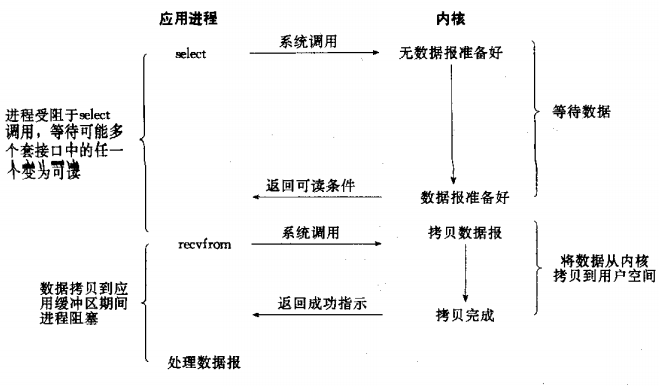 应用进程
内核
select
系统调用
无数据报准备好
进程受阻于select
调用，等待可能多
个套接口中的任一
个变为可读
等待数据
返回可读条件
数据报准备好
recvfrom
系统调用
拷贝数据报
数据拷贝到应
用缓冲区期间
进程阻塞
将数据从内核
拷贝到用户空间
返回成功指示
拷贝完成
处理数据报